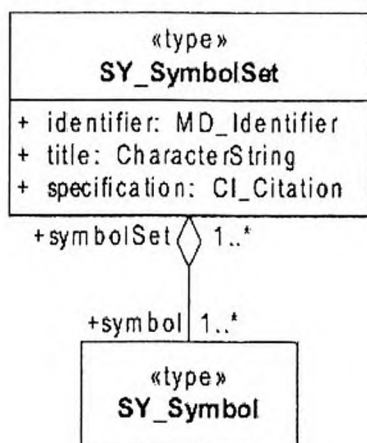 «type»
SY_SymbolSet
+ identifier: MD_Identifier
+ title: CharacterString
+ specification: CI_Citation
+symbolSet 1..*
+symbol 1..*
«type»
SY_Symbol